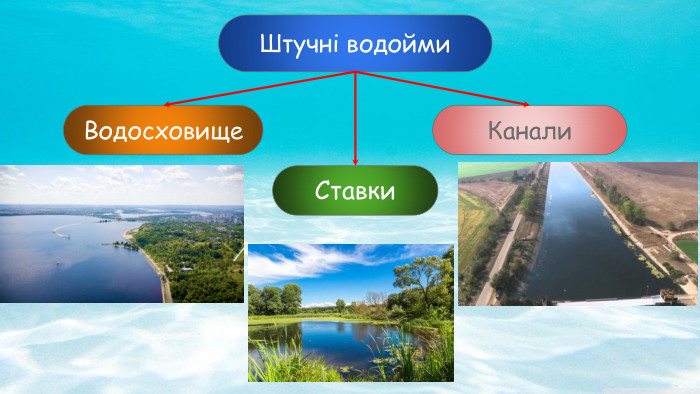 Штучні водойми
Водосховище
Канали
Ставки